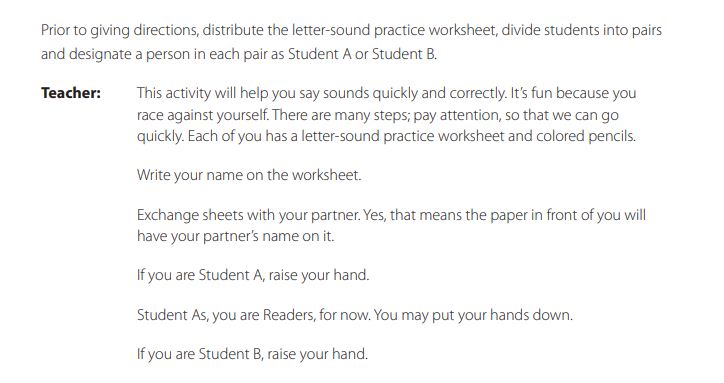 Prior to giving directions, distribute the letter-sound practice worksheet, divide students into pairs
and designate a person in each pair as Student A or Student B.
Teacher: This activity will help you say sounds quickly and correctly. It's fun because you
race against yourself. There are many steps; pay attention, so that we can go
quickly. Each of you has a letter-sound practice worksheet and colored pencils.
Write your name on the worksheet.
Exchange sheets with your partner. Yes, that means the paper in front of you will
have your partner's name on it.
If you are Student A, raise your hand.
Student As, you are Readers, for now. You may put your hands down.
If you are Student B, raise your hand.